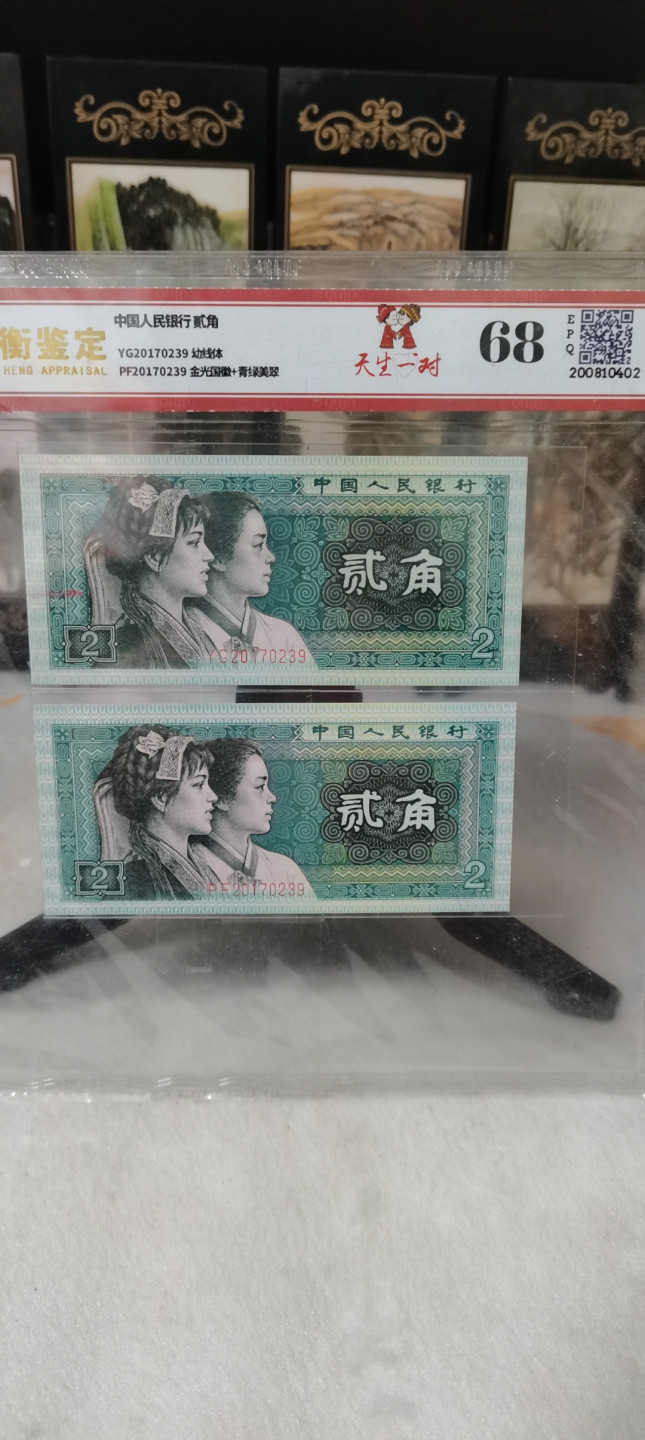 衡鉴定
HENG APPRAISAL
中国人民银行 贰角
YG20170239 幼线体
PF20170239 金光国徽+青绿美翠
天生一对
68
EPQ
200810402
中国人民银行
贰角
2
YG20170239
2
中国人民银行
贰角
2
PF20170239
2